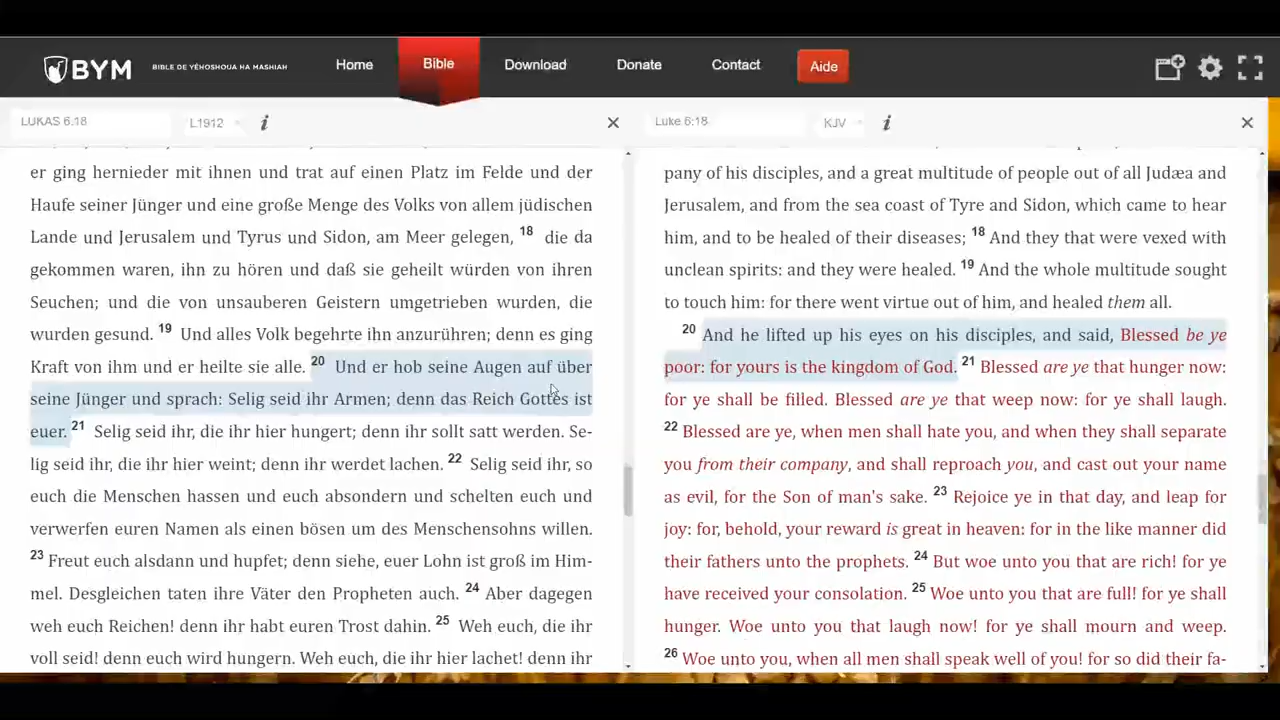 BYM BIBLE DE YÉHOSHOUA HA MASHIAH Home Bible Download Donate Contact Aide
LUKAS 6.18 L1912 i
er ging hernieder mit ihnen und trat auf einen Platz im Felde und der
Haufe seiner Jünger und eine große Menge des Volks von allem jüdischen
Lande und Jerusalem und Tyrus und Sidon, am Meer gelegen, 18 die da
gekommen waren, ihn zu hören und daß sie geheilt würden von ihren
Seuchen; und die von unsauberen Geistern umgetrieben wurden, die
wurden gesund. 19 Und alles Volk begehrte ihn anzurühren; denn es ging
Kraft von ihm und er heilte sie alle. 20 Und er hob seine Augen auf über
seine Jünger und sprach: Selig seid ihr Armen; denn das Reich Gottes ist
euer. 21 Selig seid ihr, die ihr hier hungert; denn ihr sollt satt werden. Se-
lig seid ihr, die ihr hier weint; denn ihr werdet lachen. 22 Selig seid ihr, so
euch die Menschen hassen und euch absondern und schelten euch und
verwerfen euren Namen als einen bösen um des Menschensohns willen.
23 Freut euch alsdann und hupfet; denn siehe, euer Lohn ist groß im Him-
mel. Desgleichen taten ihre Väter den Propheten auch. 24 Aber dagegen
weh euch Reichen! denn ihr habt euren Trost dahin. 25 Weh euch, die ihr
voll seid! denn euch wird hungern. Weh euch, die ihr hier lachet! denn ihr
Luke 6:18 KJV i
pany of his disciples, and a great multitude of people out of all Judæa and
Jerusalem, and from the sea coast of Tyre and Sidon, which came to hear
him, and to be healed of their diseases; 18 And they that were vexed with
unclean spirits: and they were healed. 19 And the whole multitude sought
to touch him: for there went virtue out of him, and healed them all.
20 And he lifted up his eyes on his disciples, and said, Blessed be ye
poor: for yours is the kingdom of God. 21 Blessed are ye that hunger now:
for ye shall be filled. Blessed are ye that weep now: for ye shall laugh.
22 Blessed are ye, when men shall hate you, and when they shall separate
you from their company, and shall reproach you, and cast out your name
as evil, for the Son of man's sake. 23 Rejoice ye in that day, and leap for
joy: for, behold, your reward is great in heaven: for in the like manner did
their fathers unto the prophets. 24 But woe unto you that are rich! for ye
have received your consolation. 25 Woe unto you that are full! for ye shall
hunger. Woe unto you that laugh now! for ye shall mourn and weep.
26 Woe unto you, when all men shall speak well of you! for so did their fa-